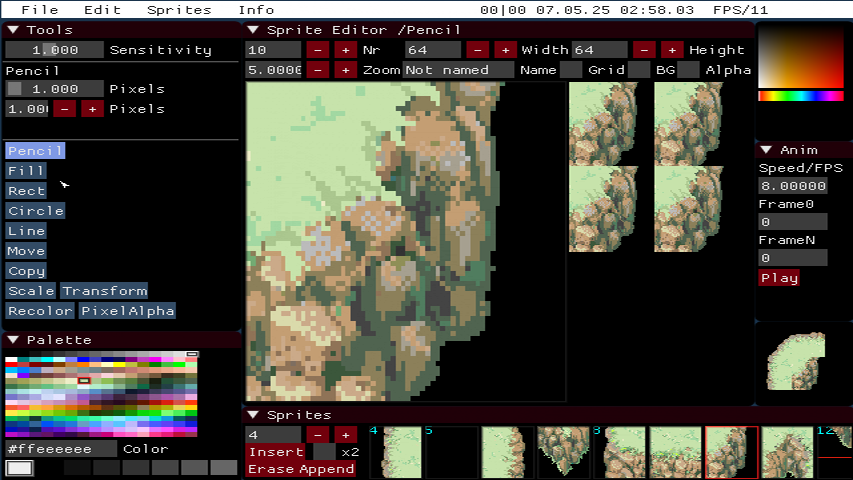 File Edit Sprites Info 00|00 07.05.25 02:58.03 FPS/11
Tools
1.000 Sensitivity
Pencil
1.000 Pixels
1.00 - + Pixels
Pencil
Fill
Rect
Circle
Line
Move
Copy
Scale Transform
Recolor PixelAlpha
Palette
#ffeeeeee Color
Sprite Editor /Pencil
10 - + Nr 64 - + Width 64 - + Height
5.0000 - + Zoom Not named Name Grid BG Alpha
Anim
Speed/FPS
8.00000
Frame0
0
FrameN
0
Play
Sprites
4 - +
Insert x2
Erase Append
4 5 3 12